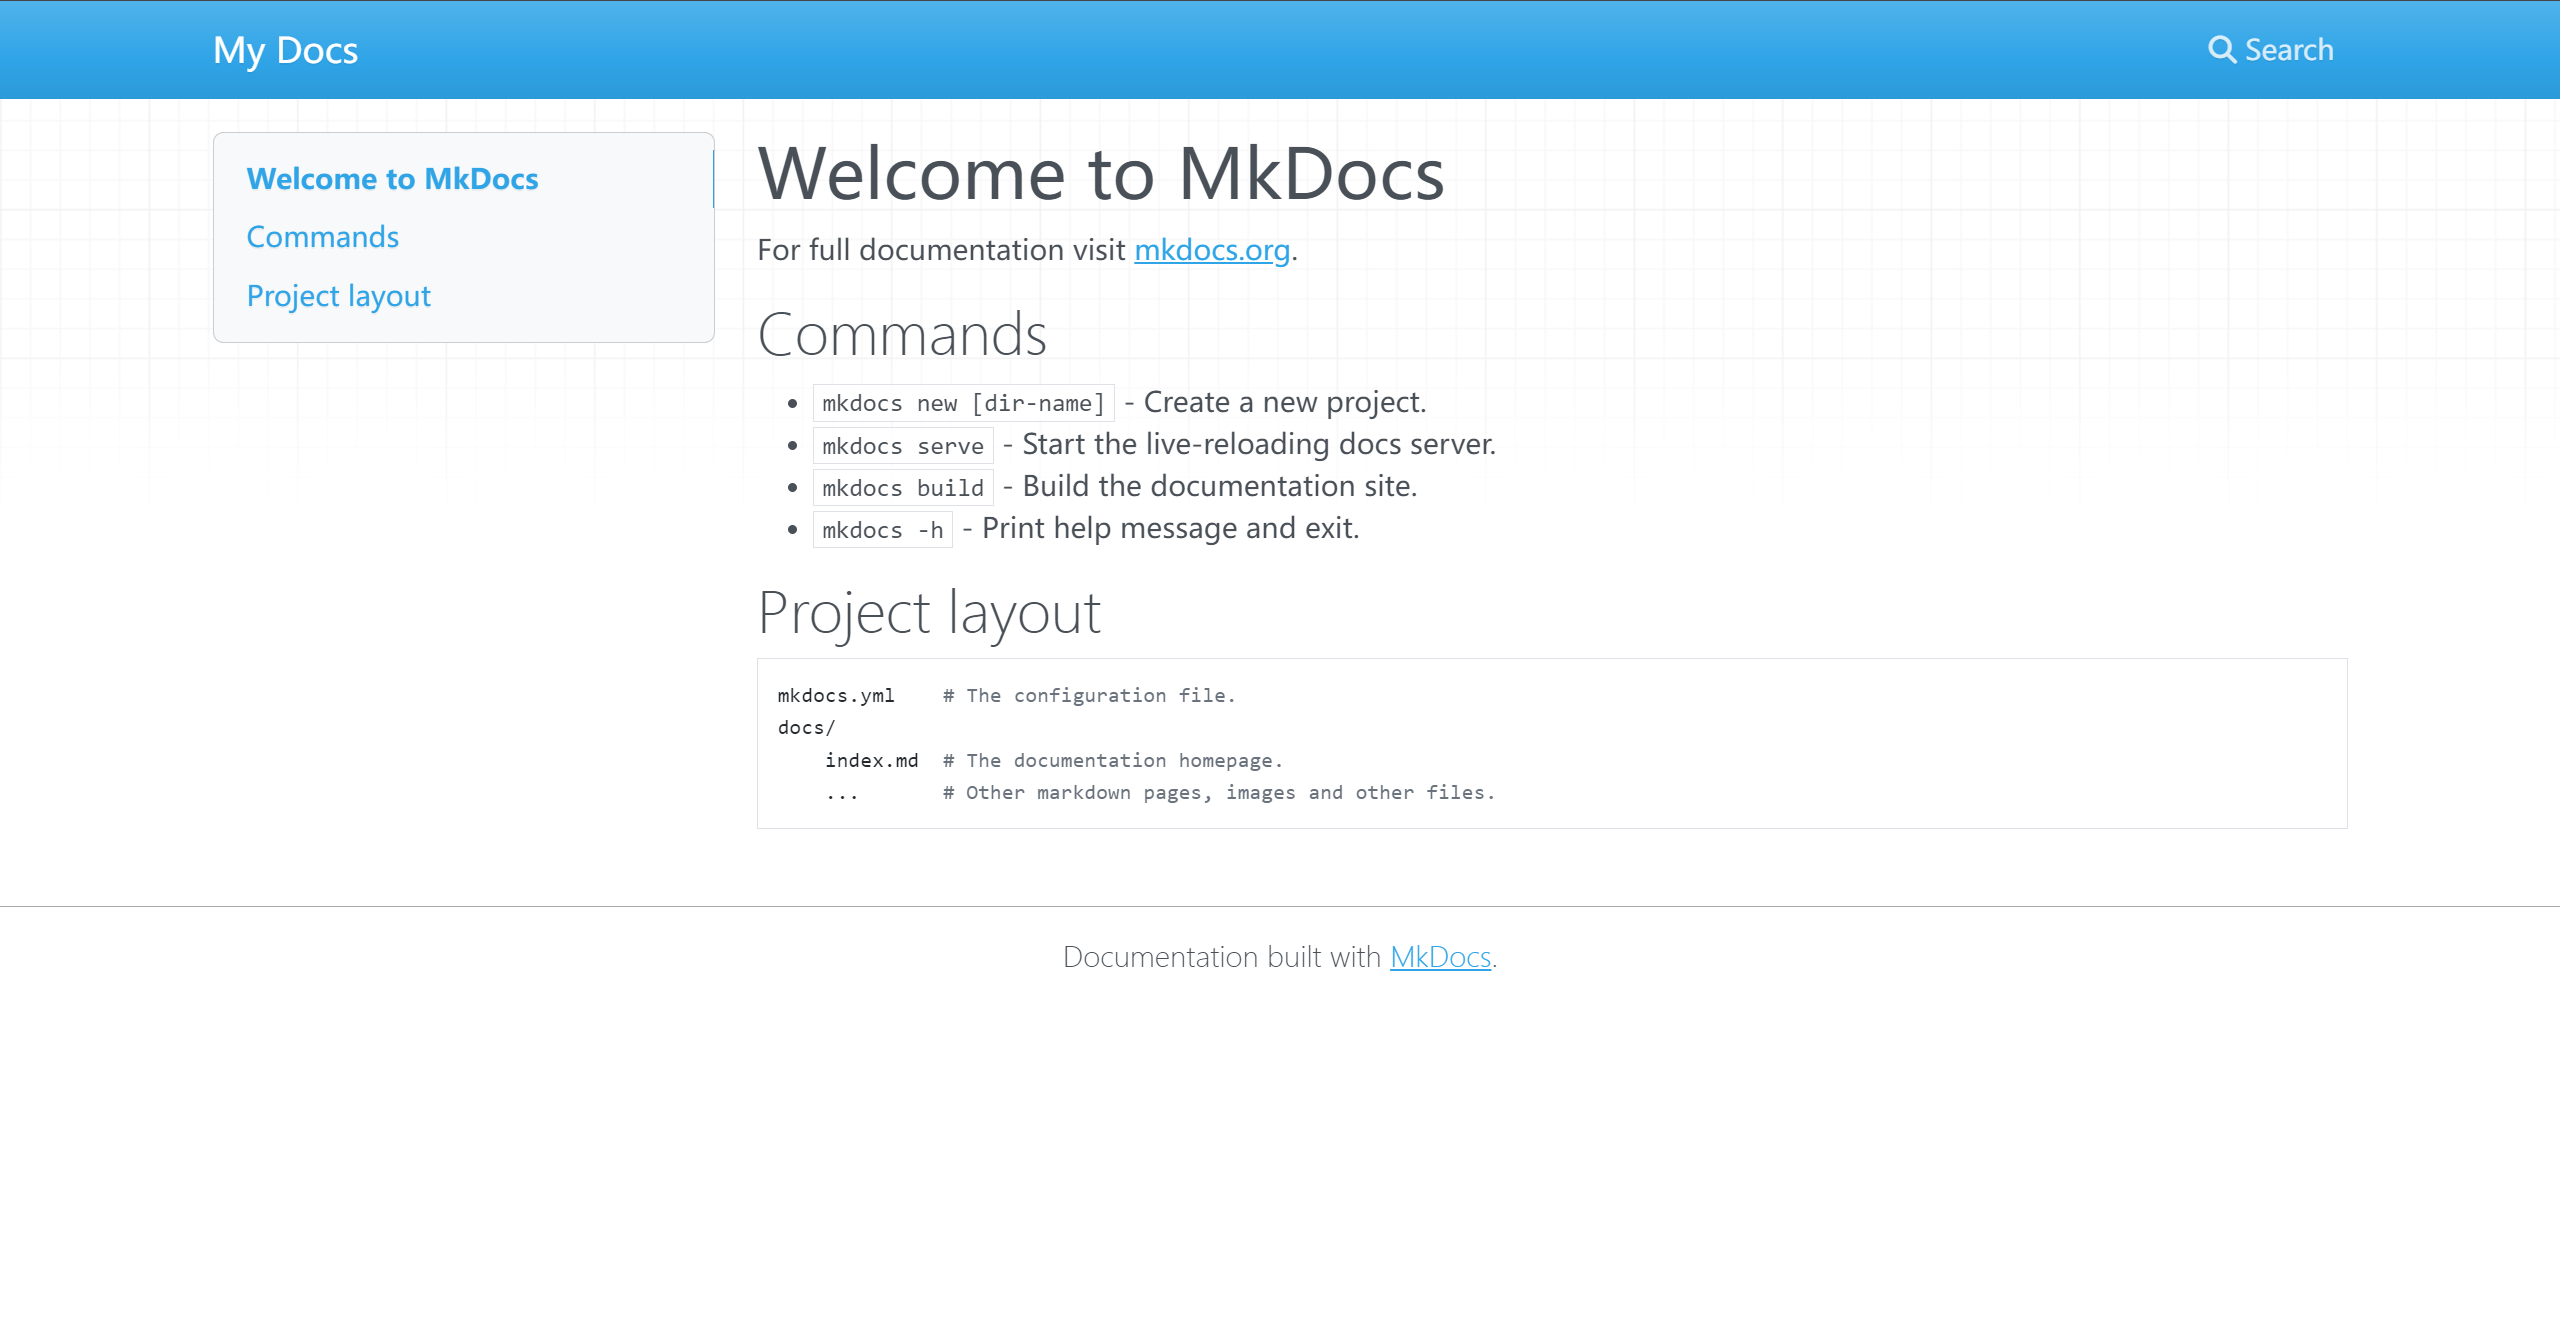 My Docs
Search
Welcome to MkDocs
Commands
Project layout
Welcome to MkDocs
For full documentation visit mkdocs.org.
Commands
mkdocs new [dir-name] - Create a new project.
mkdocs serve - Start the live-reloading docs server.
mkdocs build - Build the documentation site.
mkdocs -h - Print help message and exit.
Project layout
mkdocs.yml    # The configuration file.
docs/
    index.md  # The documentation homepage.
    ...       # Other markdown pages, images and other files.
Documentation built with MkDocs.